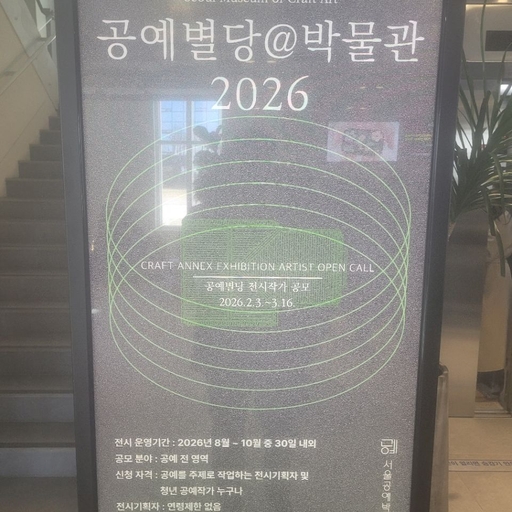 Seoul Museum of Craft Art
공예별당@박물관
2026
CRAFT ANNEX EXHIBITION ARTIST OPEN CALL
공예별당 전시작가 공모
2026.2.3.~3.16.
전시 운영기간 : 2026년 8월 ~ 10월 중 30일 내외
공모 분야 : 공예 전 영역
신청 자격 : 공예를 주제로 작업하는 전시기획자 및
청년 공예작가 누구나
전시기획자 : 연령제한 없음
서울공예박